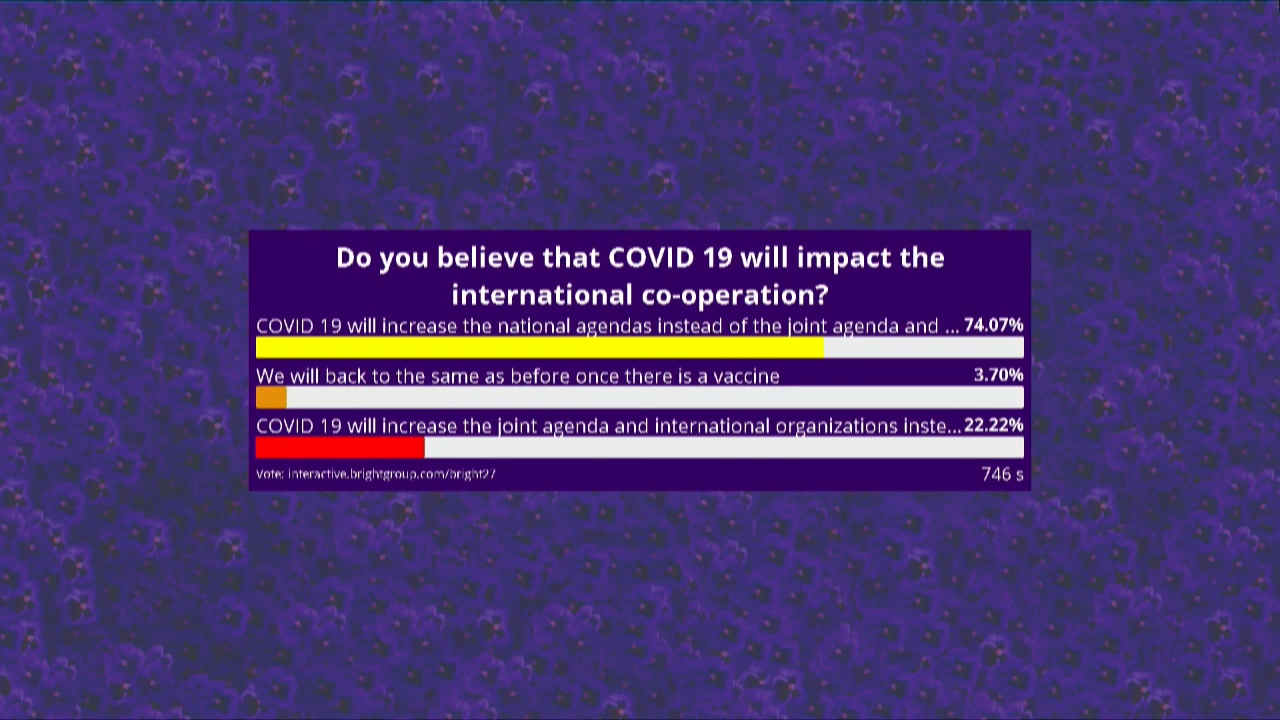 Do you believe that COVID 19 will impact the
international co-operation?
COVID 19 will increase the national agendas instead of the joint agenda and ... 74.07%
We will back to the same as before once there is a vaccine 3.70%
COVID 19 will increase the joint agenda and international organizations inste... 22.22%
Vote: interactive.brightgroup.com/bright27 746 s